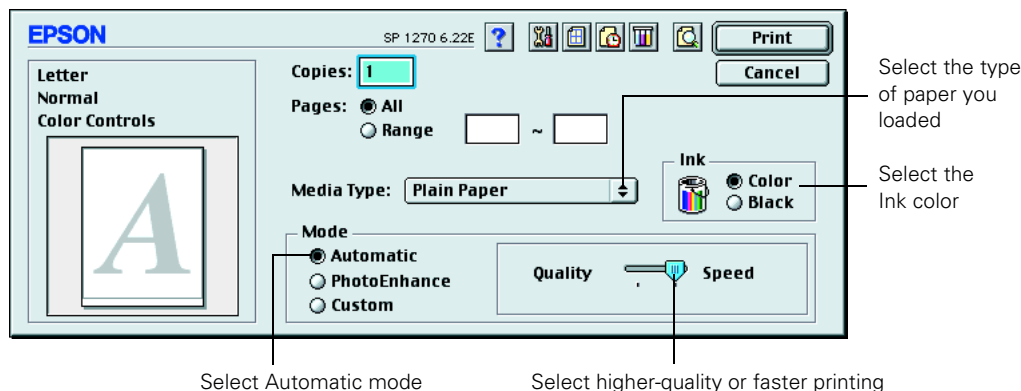 EPSON
SP 1270 6.22E
?
Print
Cancel
Letter
Normal
Color Controls
A
Copies: 1
Pages: All
Range ~
Media Type: Plain Paper
Ink
Color
Black
Mode
Automatic
PhotoEnhance
Custom
Quality Speed
Select the type
of paper you
loaded
Select the
Ink color
Select Automatic mode
Select higher-quality or faster printing